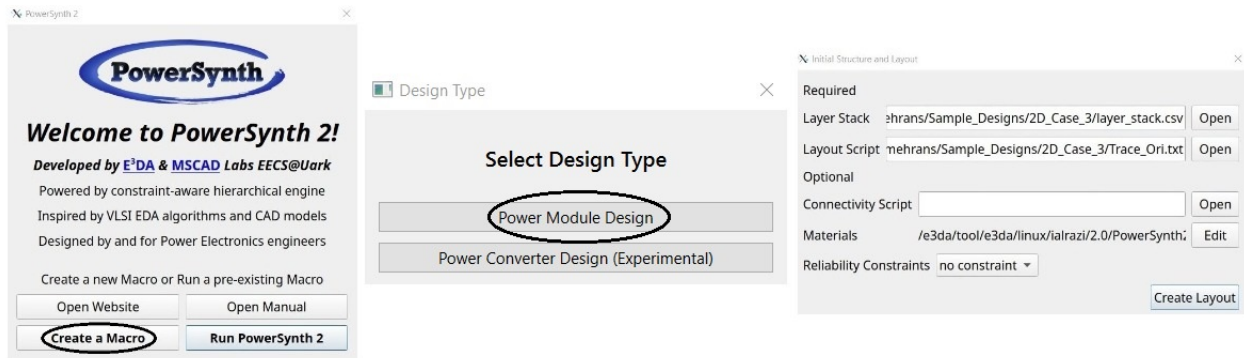 PowerSynth 2
PowerSynth
Welcome to PowerSynth 2!
Developed by E³DA & MSCAD Labs EECS@Uark
Powered by constraint-aware hierarchical engine
Inspired by VLSI EDA algorithms and CAD models
Designed by and for Power Electronics engineers
Create a new Macro or Run a pre-existing Macro
Open Website Open Manual
Create a Macro Run PowerSynth 2
Design Type
Select Design Type
Power Module Design
Power Converter Design (Experimental)
Initial Structure and Layout
Required
Layer Stack ehrans/Sample_Designs/2D_Case_3/layer_stack.csv Open
Layout Script mehrans/Sample_Designs/2D_Case_3/Trace_Ori.txt Open
Optional
Connectivity Script Open
Materials /e3da/tool/e3da/linux/ialrazi/2.0/PowerSynth2 Edit
Reliability Constraints no constraint
Create Layout